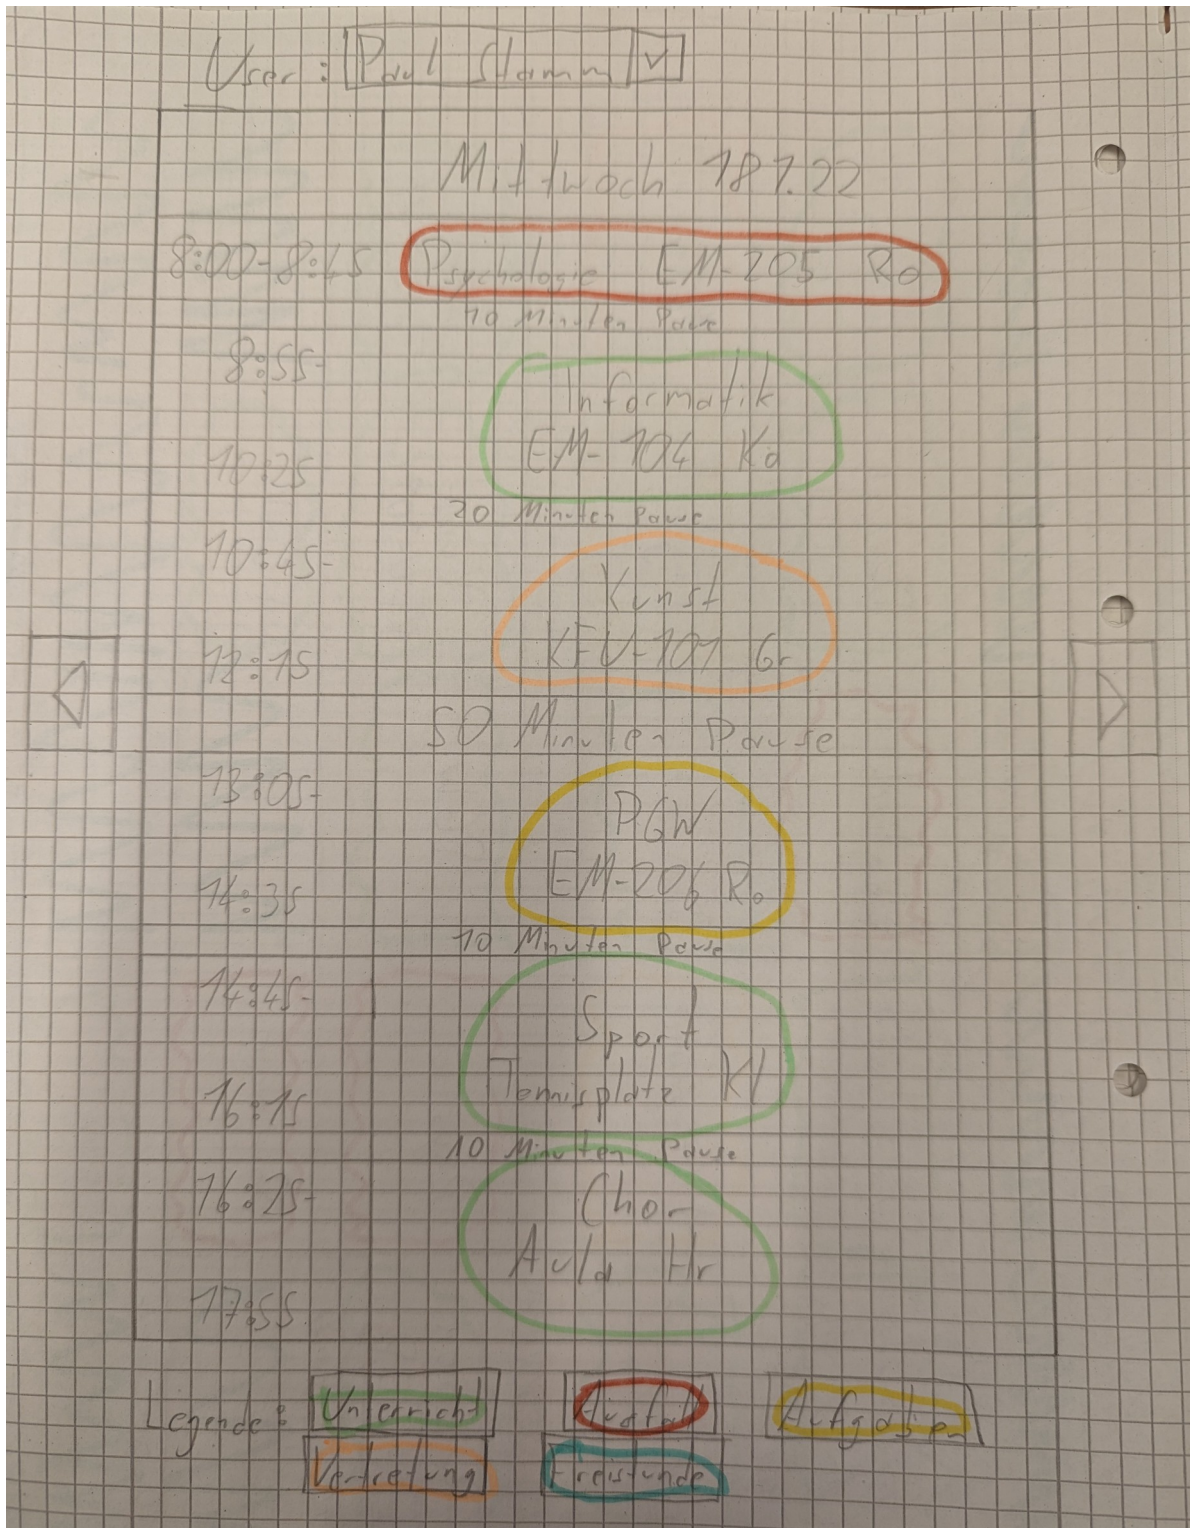 User: Paul Stamm
Mittwoch 18.1.22
8:00-8:45 Psychologie EM-205 Ro
10 Minuten Pause
8:55-
Informatik
10:25 EM-104 Ka
20 Minuten Pause
10:45-
Kunst
12:15 KFU-101 Gr
50 Minuten Pause
13:05-
PGW
14:35 EM-206 Ro
10 Minuten Pause
14:45-
Sport
16:15 Tennisplatz Kl
10 Minuten Pause
16:25- Chor
Aula Hr
17:55
Legende: Unterricht Ausfall Aufgaben
Vertretung Freistunde